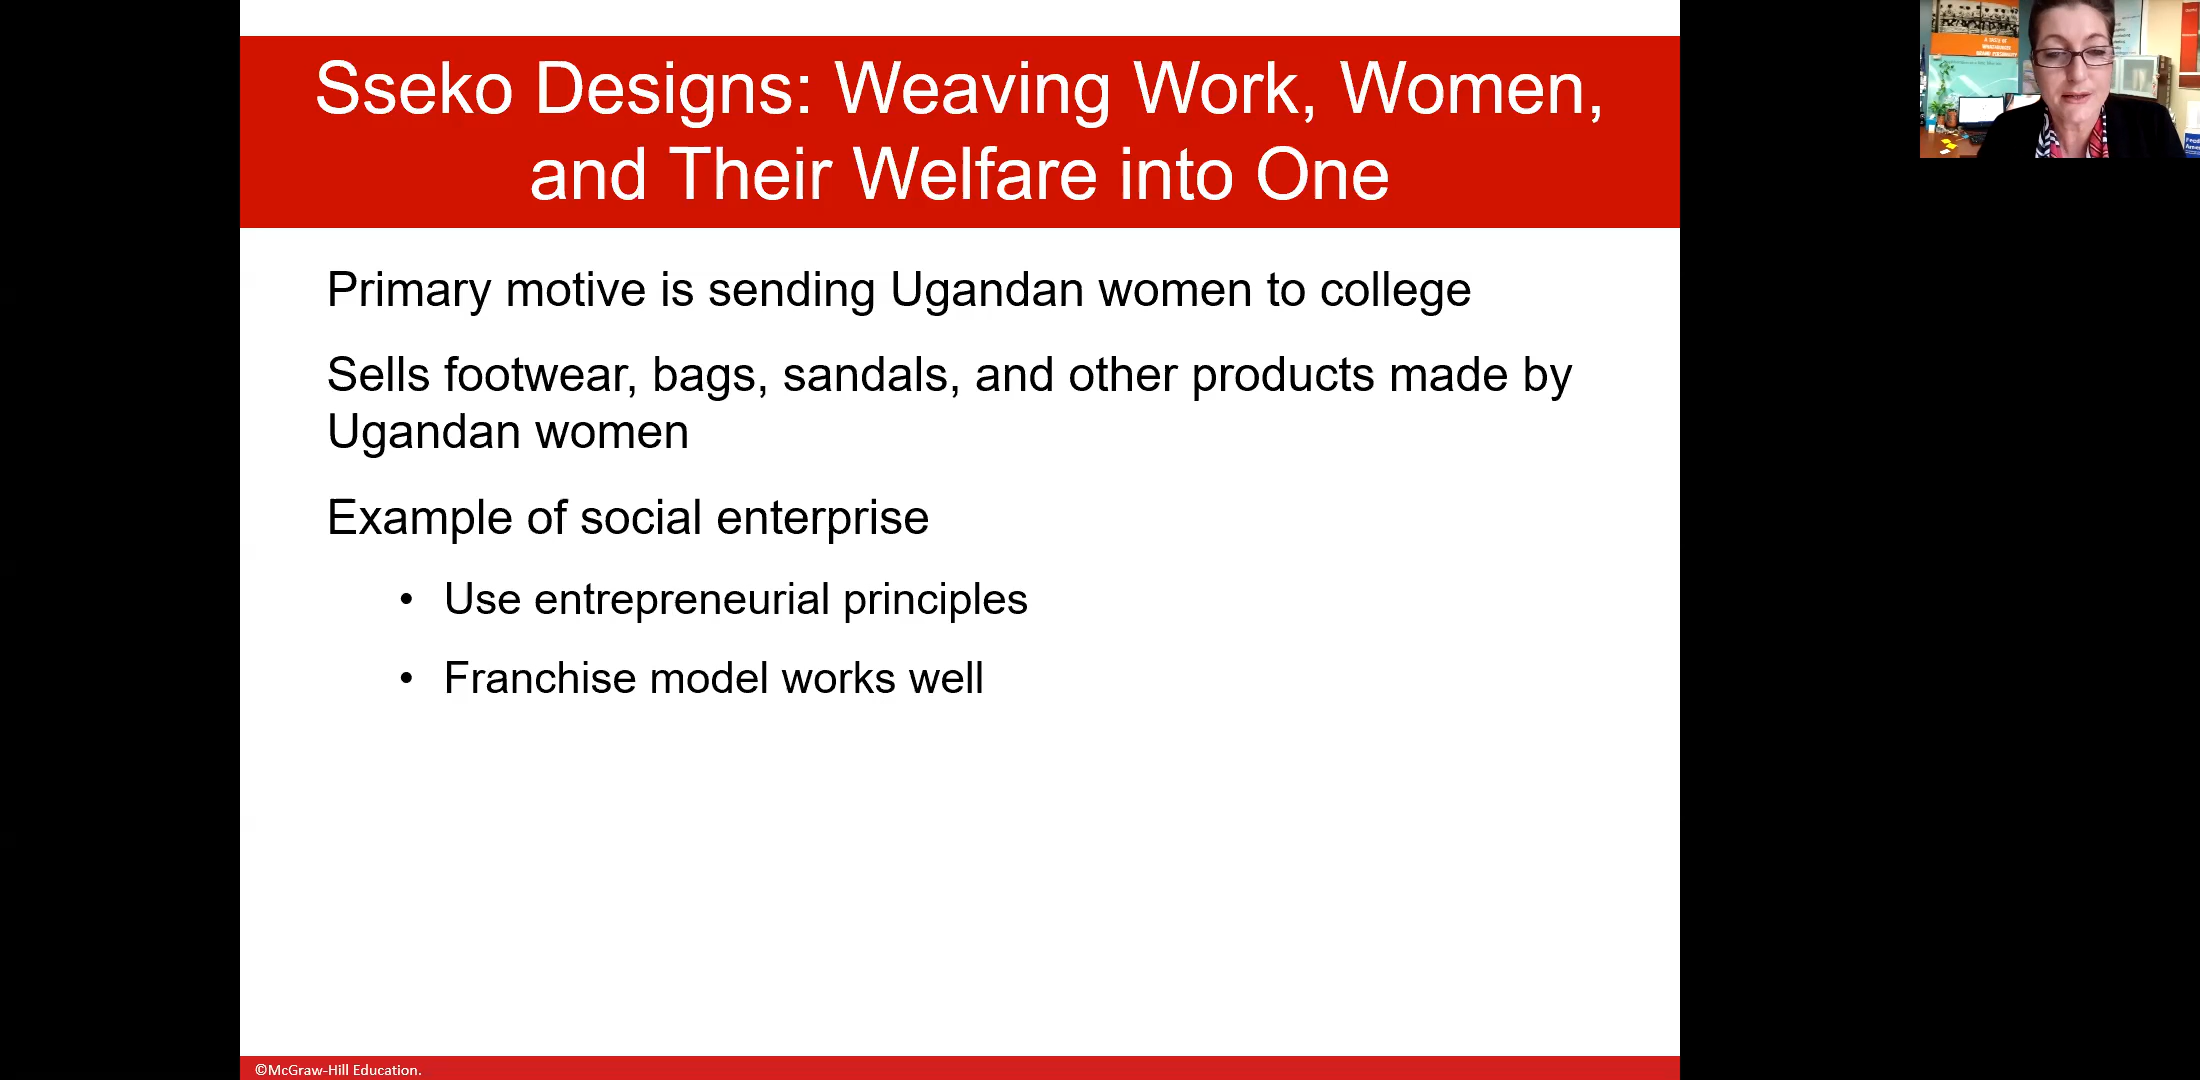 Sseko Designs: Weaving Work, Women,
and Their Welfare into One
Primary motive is sending Ugandan women to college
Sells footwear, bags, sandals, and other products made by
Ugandan women
Example of social enterprise
• Use entrepreneurial principles
• Franchise model works well
©McGraw-Hill Education.